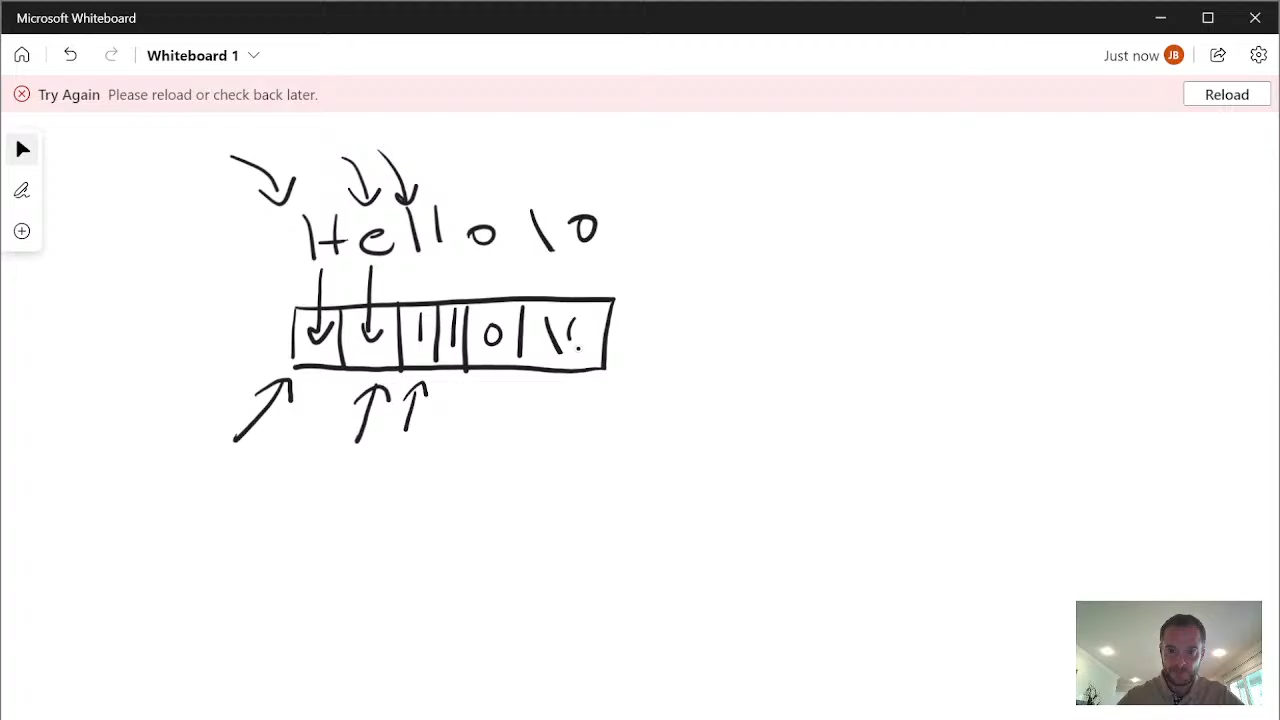 Microsoft Whiteboard
Whiteboard 1
Just now JB
Try Again Please reload or check back later. Reload
Hello \0
l l o \